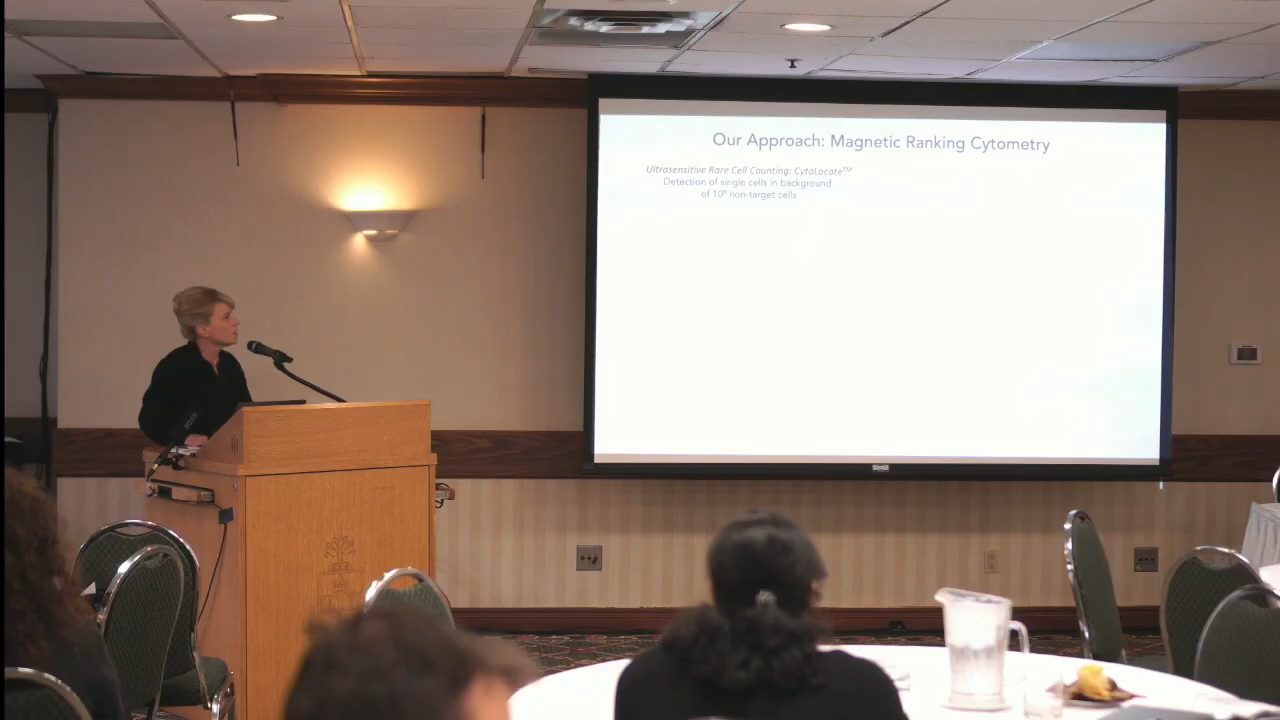 Our Approach: Magnetic Ranking Cytometry
Ultrasensitive Rare Cell Counting: CytoLocate™
Detection of single cells in background
of 10⁹ non-target cells